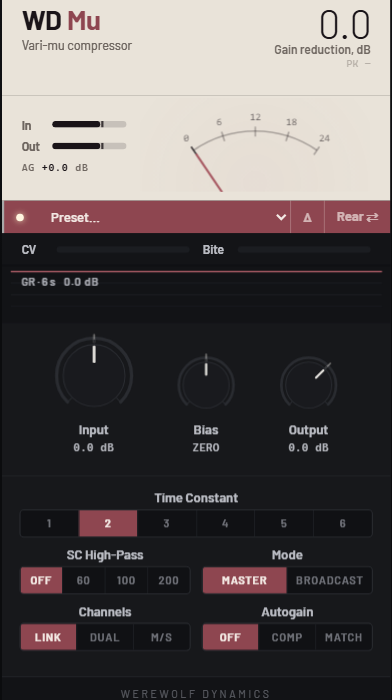 WD Mu
0.0
Vari-mu compressor
Gain reduction, dB
PK –
In
Out
AG +0.0 dB
0 6 12 18 24
Preset...
Δ
Rear ⇄
CV
Bite
GR·6s 0.0 dB
Input
Bias
Output
0.0 dB
ZERO
0.0 dB
Time Constant
1 2 3 4 5 6
SC High-Pass
Mode
OFF 60 100 200
MASTER BROADCAST
Channels
Autogain
LINK DUAL M/S
OFF COMP MATCH
WEREWOLF DYNAMICS